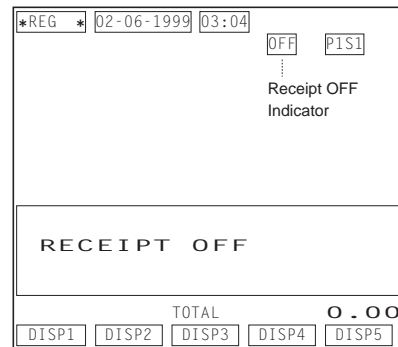 *REG * 02-06-1999 03:04
OFF P1S1
Receipt OFF
Indicator
RECEIPT OFF
TOTAL 0.00
DISP1 DISP2 DISP3 DISP4 DISP5